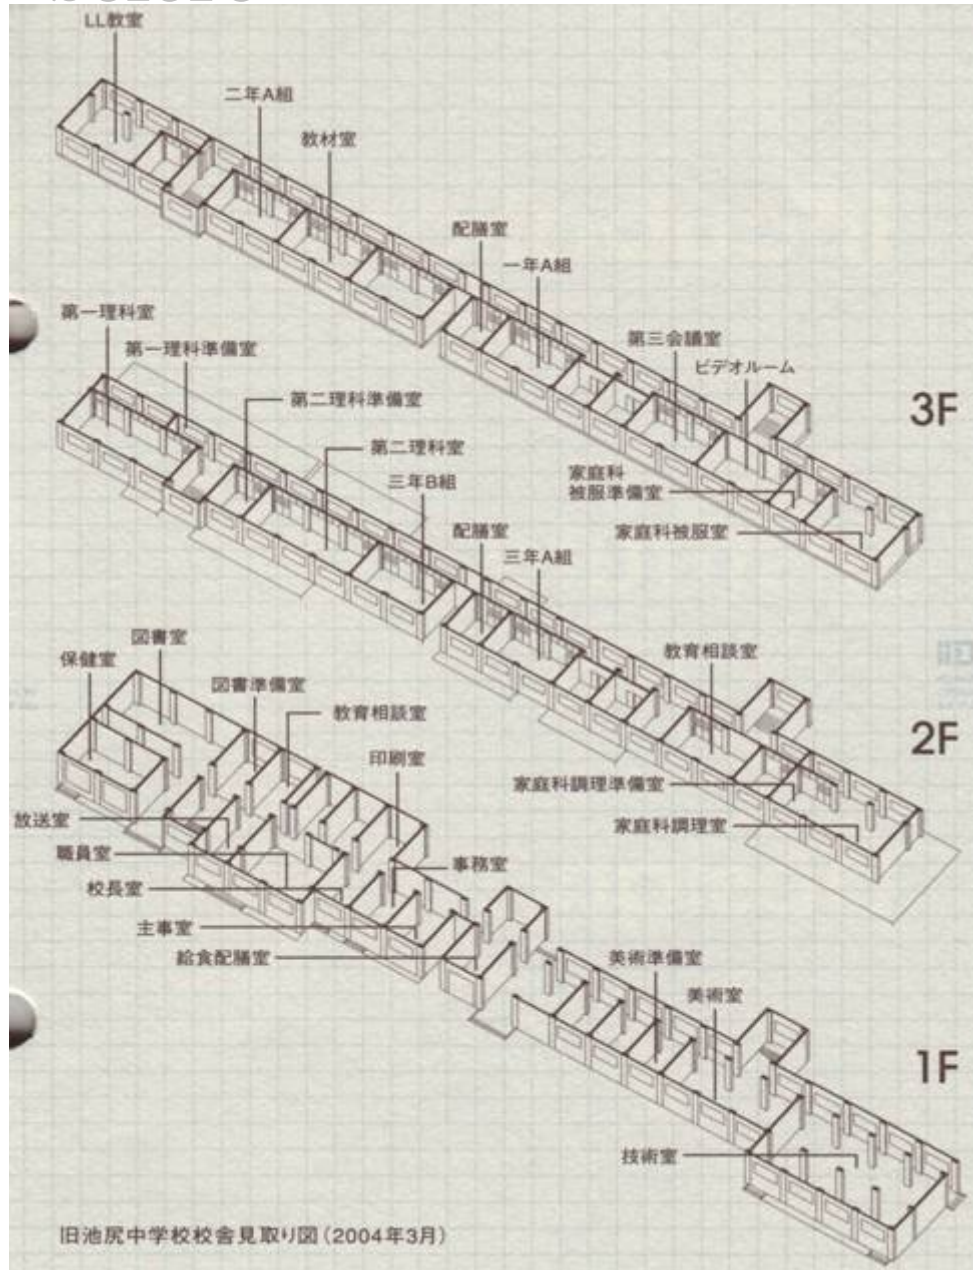 LL教室
二年A組
教材室
配膳室
一年A組
第三会議室
ビデオルーム
家庭科
被服準備室
家庭科被服室
3F
第一理科室
第一理科準備室
第二理科準備室
第二理科室
三年B組
配膳室
三年A組
教育相談室
家庭科調理準備室
家庭科調理室
2F
図書室
保健室
図書準備室
教育相談室
印刷室
放送室
職員室
校長室
事務室
主事室
給食配膳室
美術準備室
美術室
技術室
1F
旧池尻中学校校舎見取り図(2004年3月)